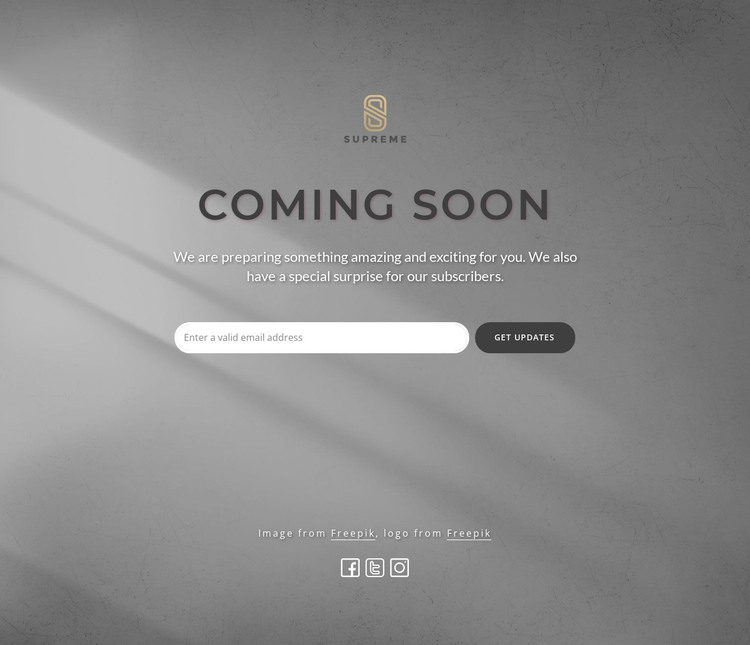 SUPREME
COMING SOON
We are preparing something amazing and exciting for you. We also
have a special surprise for our subscribers.
Enter a valid email address
GET UPDATES
Image from Freepik, logo from Freepik